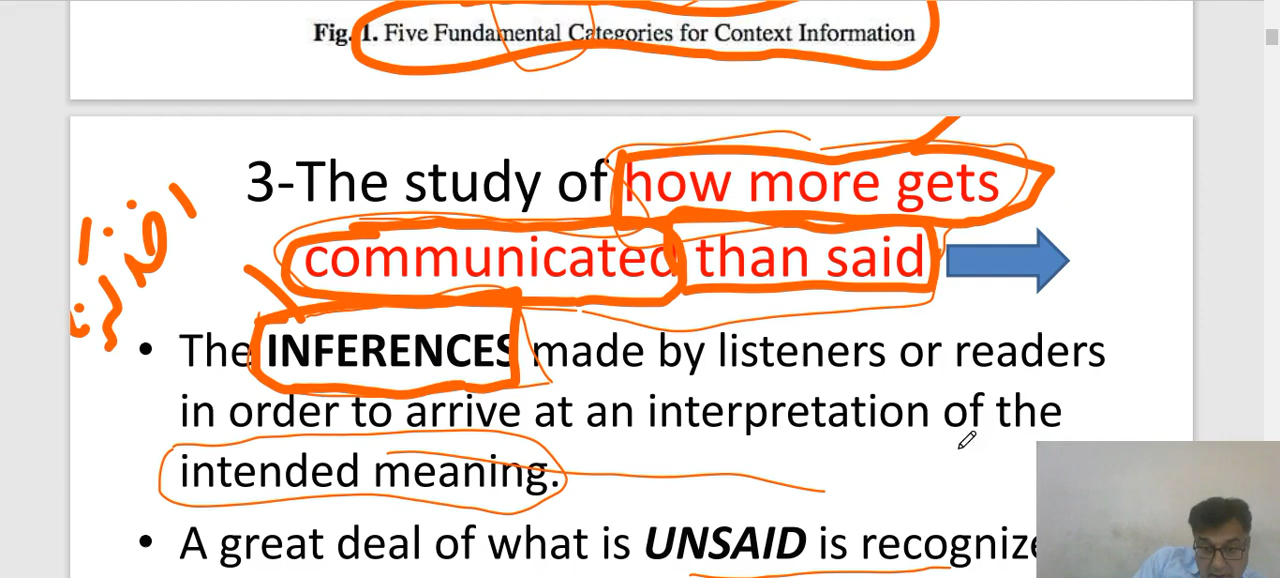 Fig. 1. Five Fundamental Categories for Context Information
3-The study of how more gets
communicated than said
• The INFERENCES made by listeners or readers
in order to arrive at an interpretation of the
intended meaning.
• A great deal of what is UNSAID is